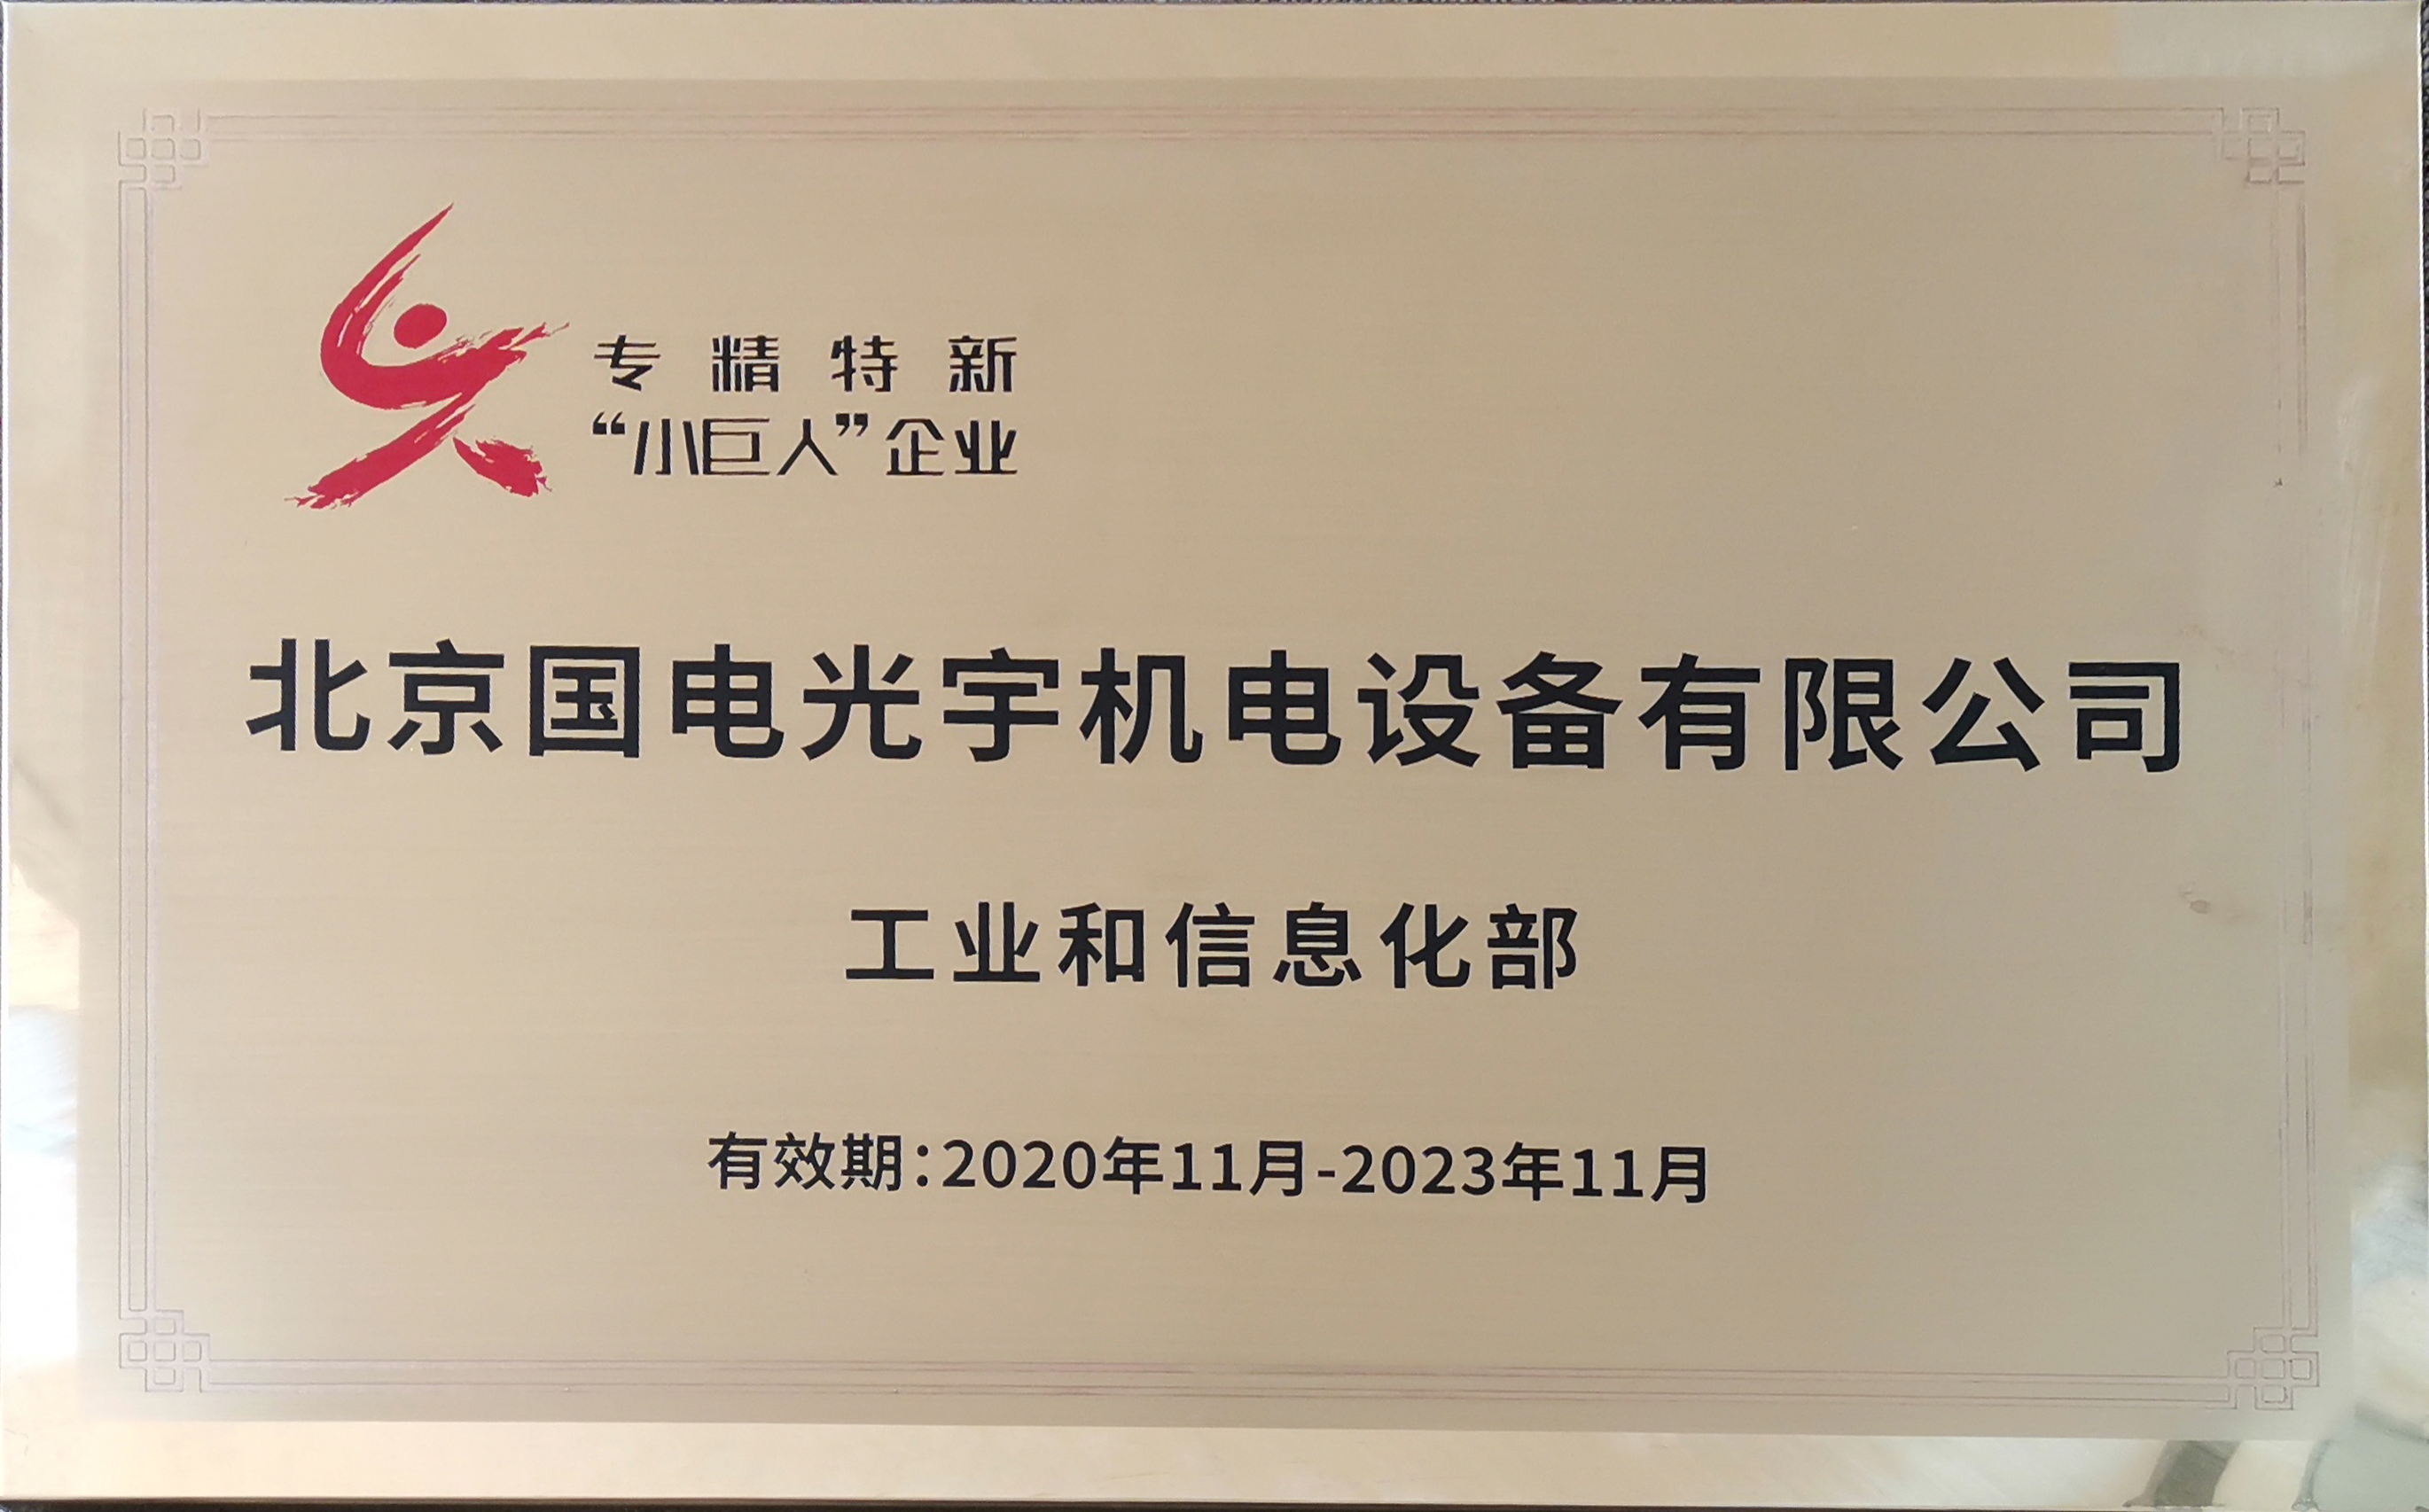 专精特新
“小巨人”企业
北京国电光宇机电设备有限公司
工业和信息化部
有效期:2020年11月-2023年11月